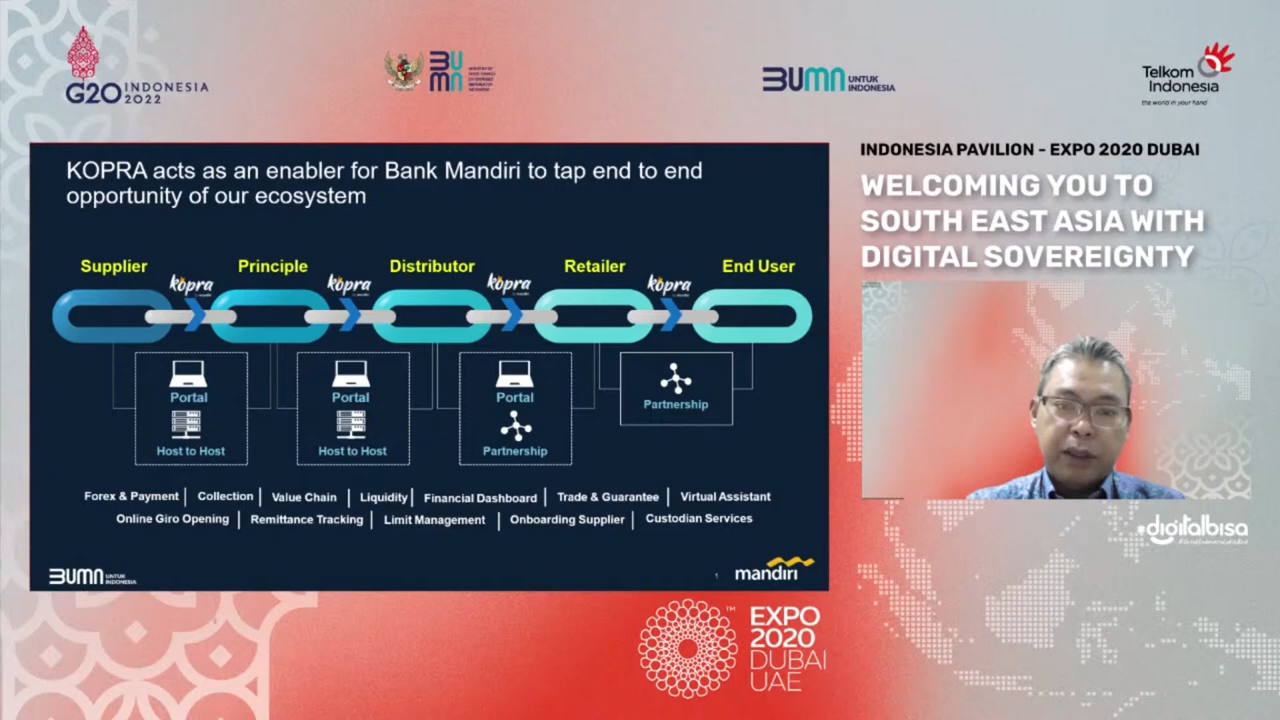 G20 INDONESIA
2022
BUMN
BUMN UNTUK
INDONESIA
Telkom
Indonesia
the world in your hand
INDONESIA PAVILION - EXPO 2020 DUBAI
WELCOMING YOU TO
SOUTH EAST ASIA WITH
DIGITAL SOVEREIGNTY
KOPRA acts as an enabler for Bank Mandiri to tap end to end
opportunity of our ecosystem
Supplier Principle Distributor Retailer End User
kopra kopra kopra kopra
Portal Portal Portal Partnership
Host to Host Host to Host Partnership
Forex & Payment | Collection | Value Chain | Liquidity | Financial Dashboard | Trade & Guarantee | Virtual Assistant
Online Giro Opening | Remittance Tracking | Limit Management | Onboarding Supplier | Custodian Services
BUMN UNTUK
INDONESIA
1
mandiri
digitalbisa
EXPO
2020
DUBAI
UAE
™